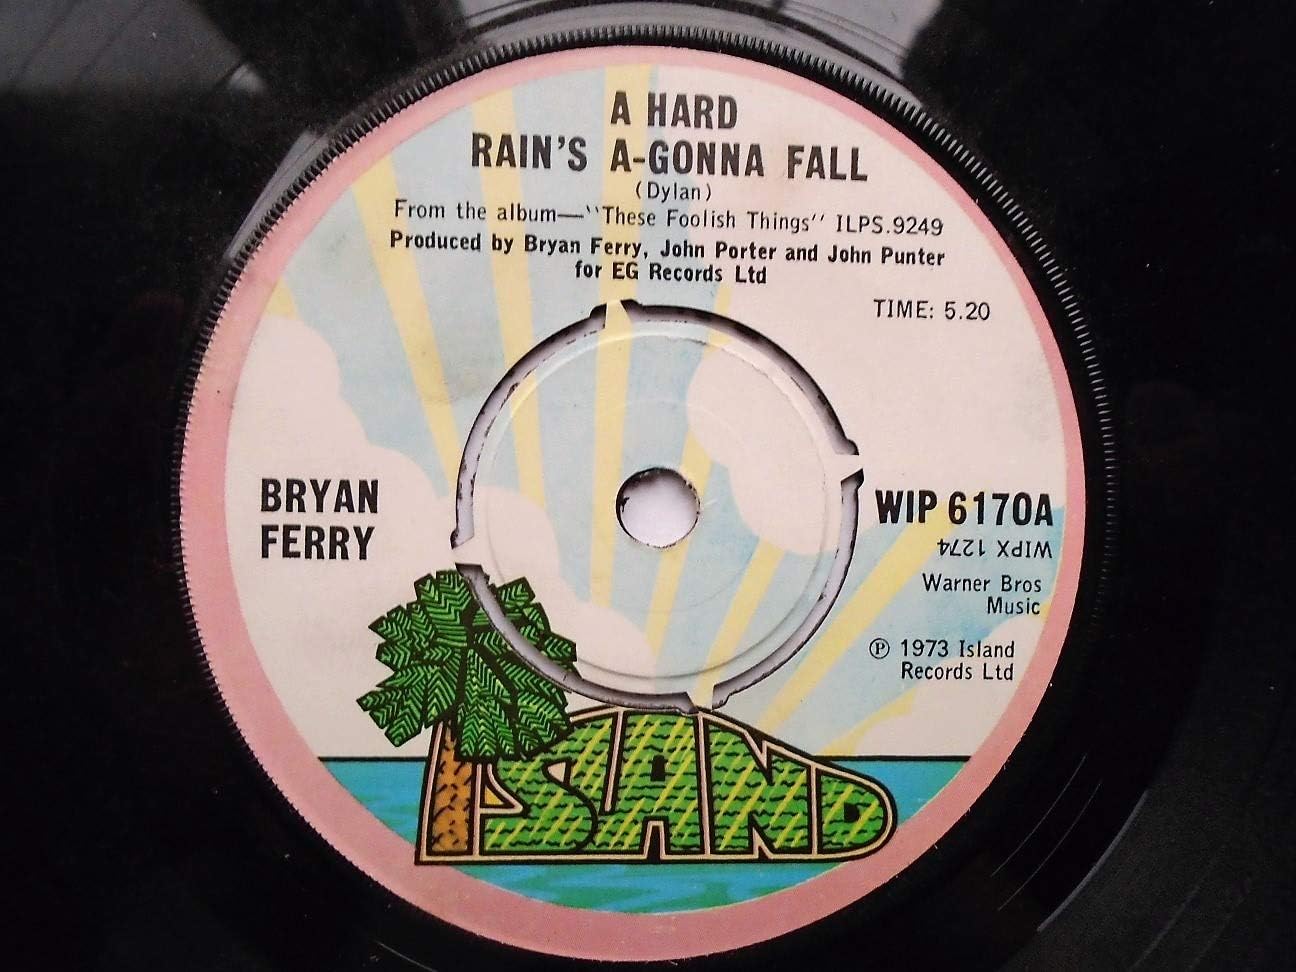 A HARD
RAIN'S A-GONNA FALL
(Dylan)
From the album—"These Foolish Things" ILPS.9249
Produced by Bryan Ferry, John Porter and John Punter
for EG Records Ltd
TIME: 5.20
BRYAN
FERRY
WIP 6170A
WIPX 1274
Warner Bros
Music
℗ 1973 Island
Records Ltd
ISLAND